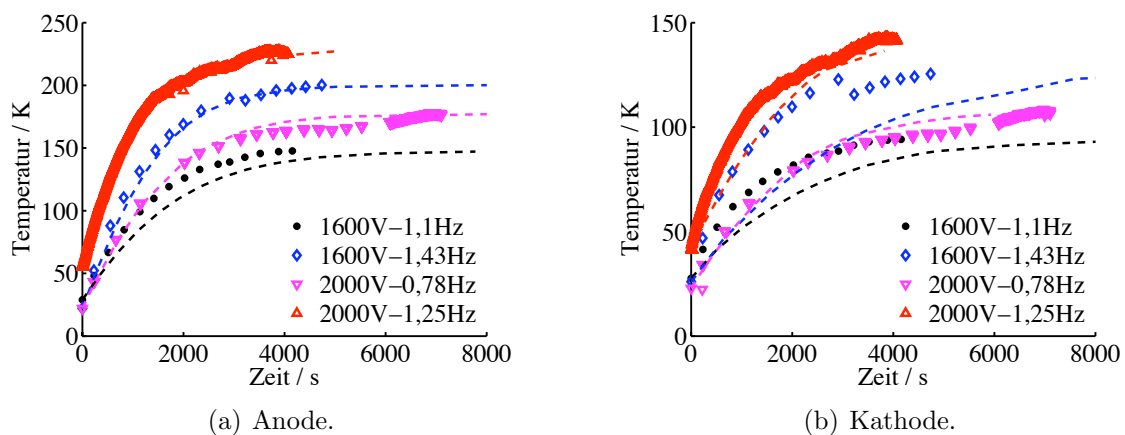 250
200
150
100
50
0
Temperatur / K
0 2000 4000 6000 8000
Zeit / s
1600V–1,1Hz
1600V–1,43Hz
2000V–0,78Hz
2000V–1,25Hz
(a) Anode.
150
100
50
0
Temperatur / K
0 2000 4000 6000 8000
Zeit / s
1600V–1,1Hz
1600V–1,43Hz
2000V–0,78Hz
2000V–1,25Hz
(b) Kathode.